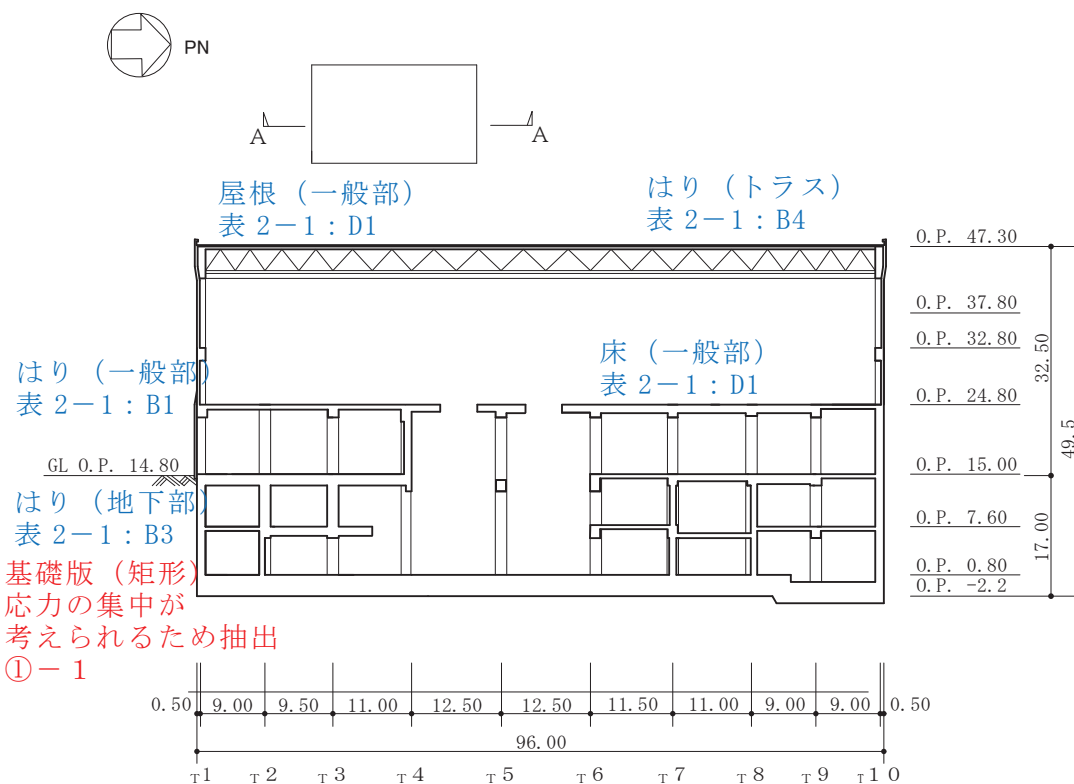 PN
A
A
屋根（一般部）
表 2－1：D1
はり（トラス）
表 2－1：B4
O.P. 47.30
O.P. 37.80
O.P. 32.80
32.50
床（一般部）
表 2－1：D1
はり（一般部）
表 2－1：B1
O.P. 24.80
49.5
GL O.P. 14.80
O.P. 15.00
はり（地下部）
表 2－1：B3
O.P. 7.60
17.00
基礎版（矩形）
応力の集中が
考えられるため抽出
①－1
O.P. 0.80
O.P. -2.2
0.50 9.00 9.50 11.00 12.50 12.50 11.50 11.00 9.00 9.00 0.50
96.00
T1 T2 T3 T4 T5 T6 T7 T8 T9 T10